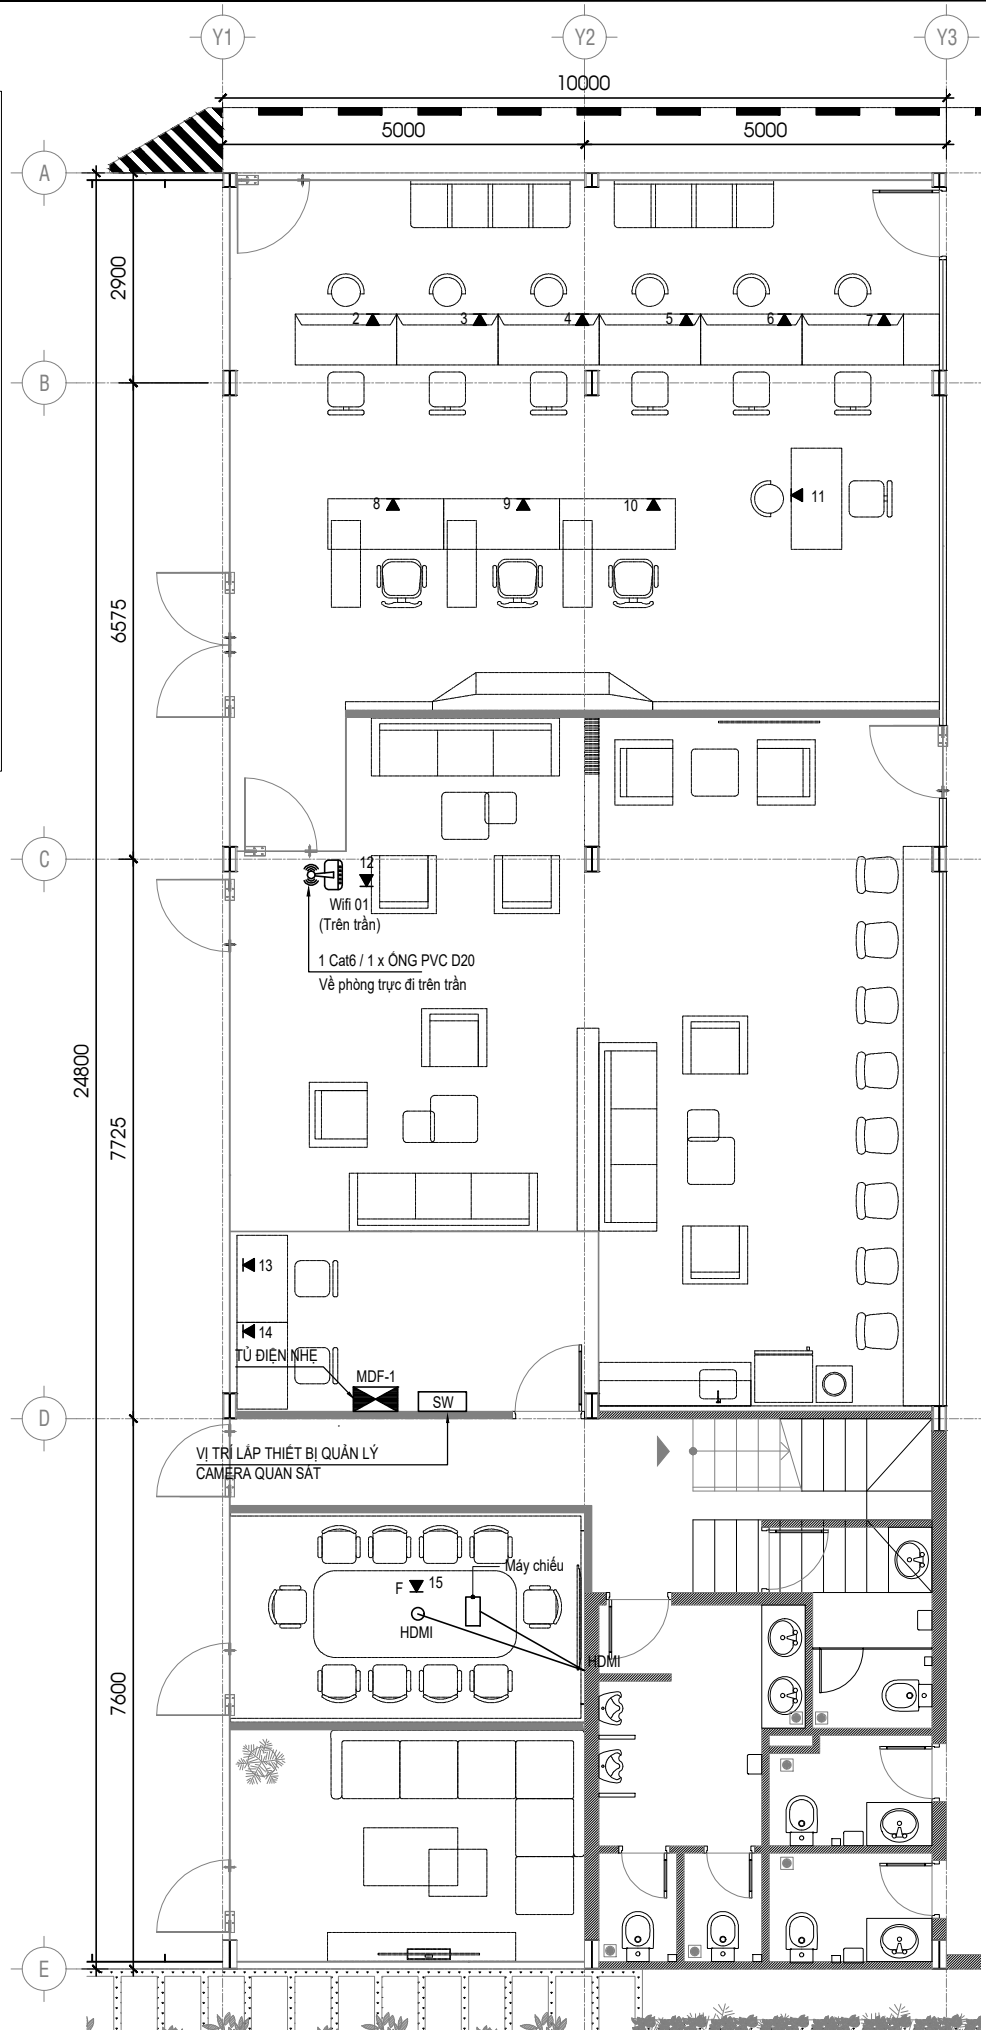 Y1
Y2
Y3
10000
5000
5000
A
2900
2
3
4
5
6
7
B
8
9
10
11
6575
C
12
Wifi 01
(Trên trần)
1 Cat6 / 1 x ỐNG PVC D20
Về phòng trực đi trên trần
24800
7725
13
14
TỦ ĐIỆN NHẸ
MDF-1
SW
D
VỊ TRÍ LẮP THIẾT BỊ QUẢN LÝ
CAMERA QUAN SÁT
Máy chiếu
F
15
HDMI
HDMI
7600
E